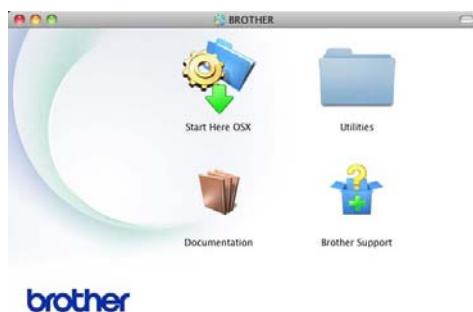 BROTHER
Start Here OSX
Utilities
Documentation
Brother Support
brother